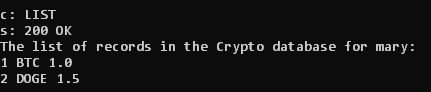 c: LIST
s: 200 OK
The list of records in the Crypto database for mary:
1 BTC 1.0
2 DOGE 1.5